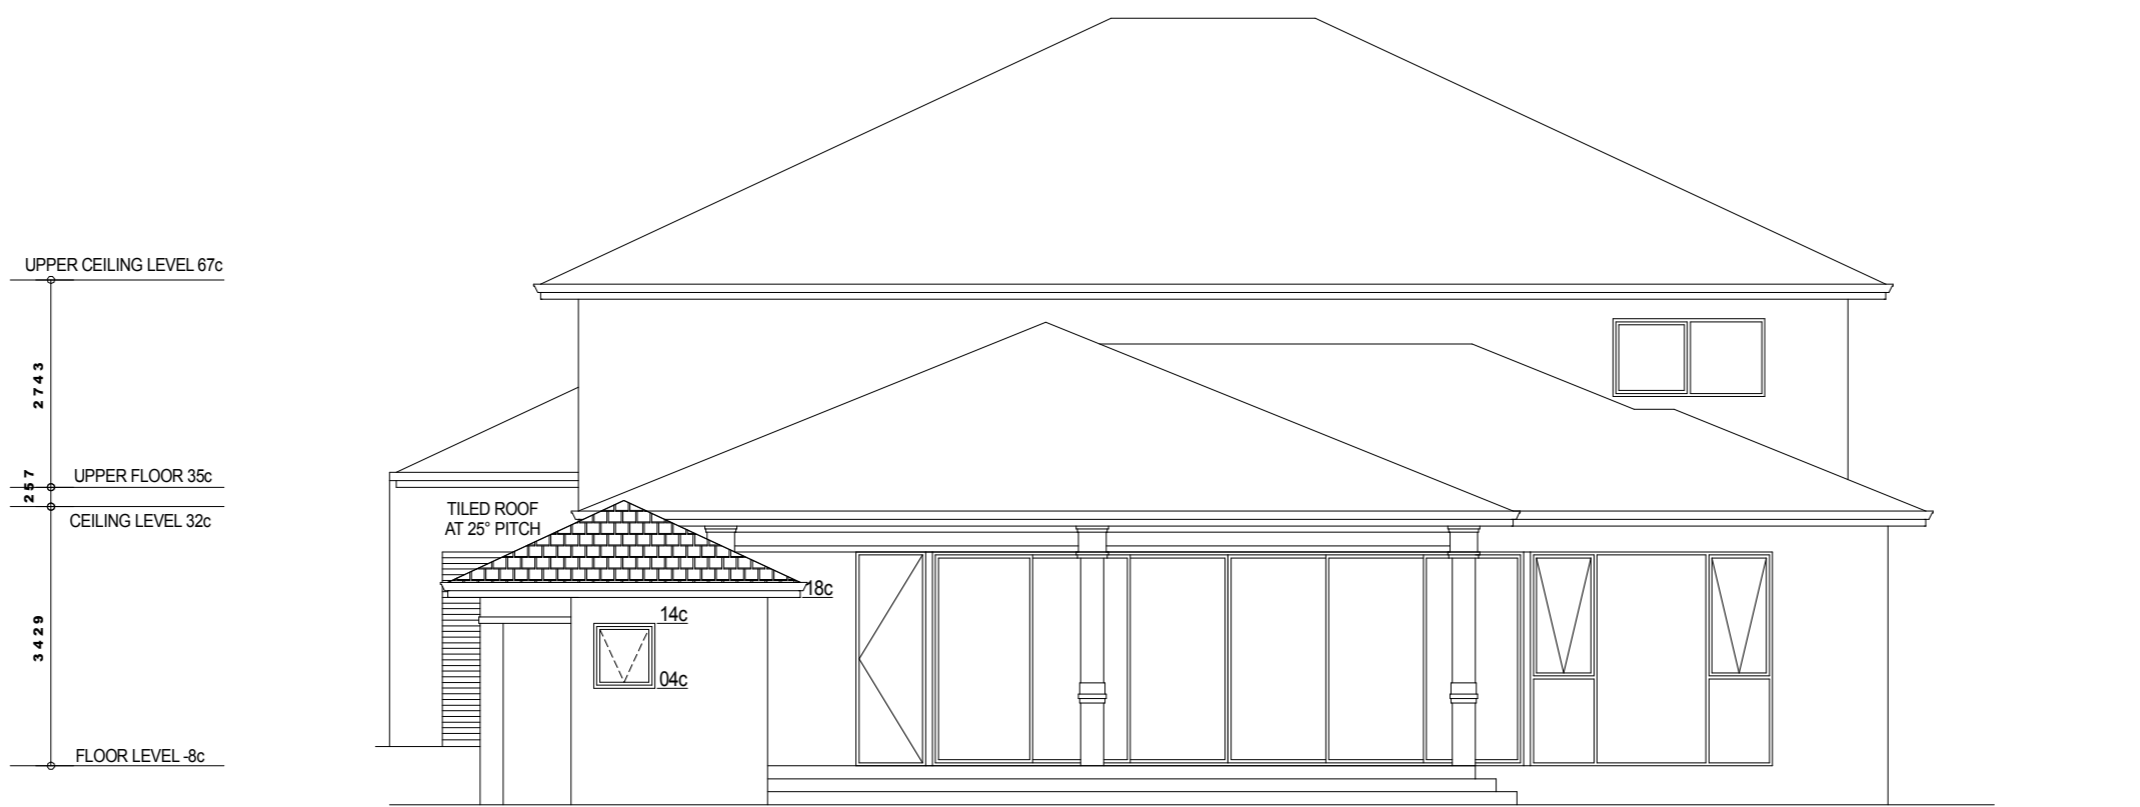 UPPER CEILING LEVEL 67c
2743
UPPER FLOOR 35c
257
CEILING LEVEL 32c
TILED ROOF
AT 25° PITCH
18c
14c
3429
04c
FLOOR LEVEL -8c